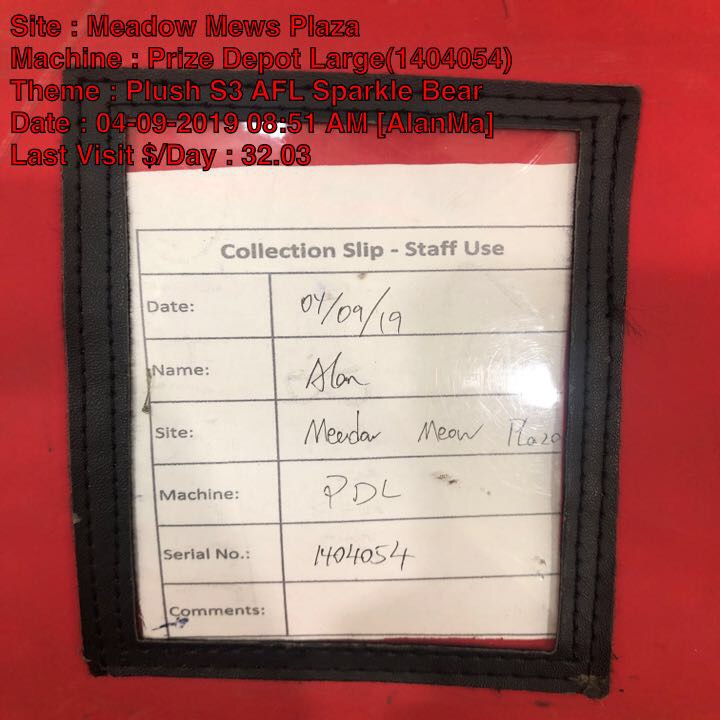 Site : Meadow Mews Plaza
Machine : Prize Depot Large(1404054)
Theme : Plush S3 AFL Sparkle Bear
Date : 04-09-2019 08:51 AM [AlanMa]
Last Visit $/Day : 32.03
Collection Slip - Staff Use
Date: 04/09/19
Name: Alan
Site: Meadow Meow Plaza
Machine: PDL
Serial No.: 1404054
Comments: